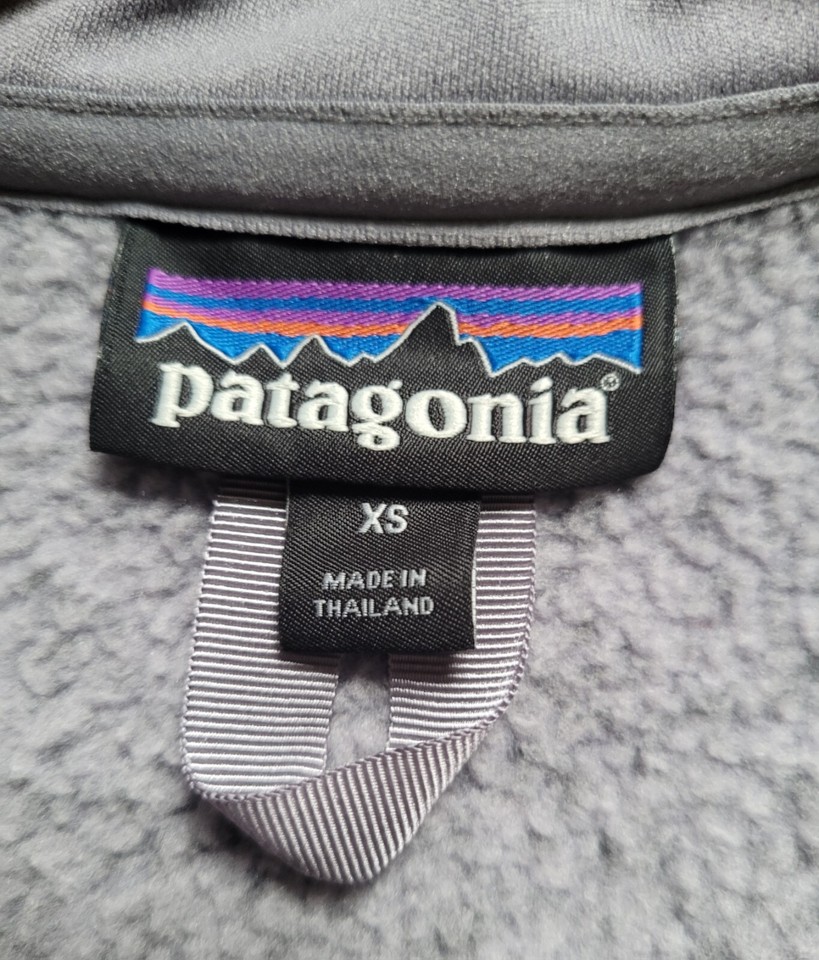 patagonia®
XS
MADE IN
THAILAND